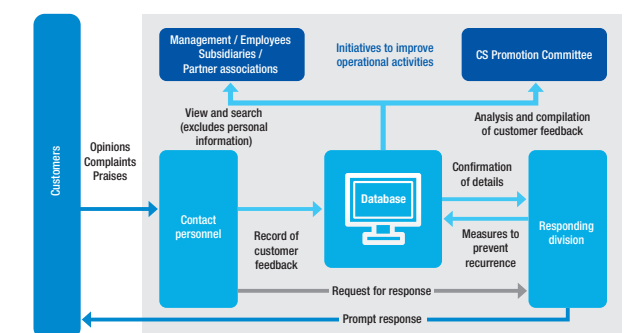 Management / Employees
Subsidiaries /
Partner associations
Initiatives to improve
operational activities
CS Promotion Committee
View and search
(excludes personal
information)
Analysis and compilation
of customer feedback
Customers
Opinions
Complaints
Praises
Contact
personnel
Record of
customer
feedback
Database
Confirmation
of details
Measures to
prevent
recurrence
Responding
division
Request for response
Prompt response